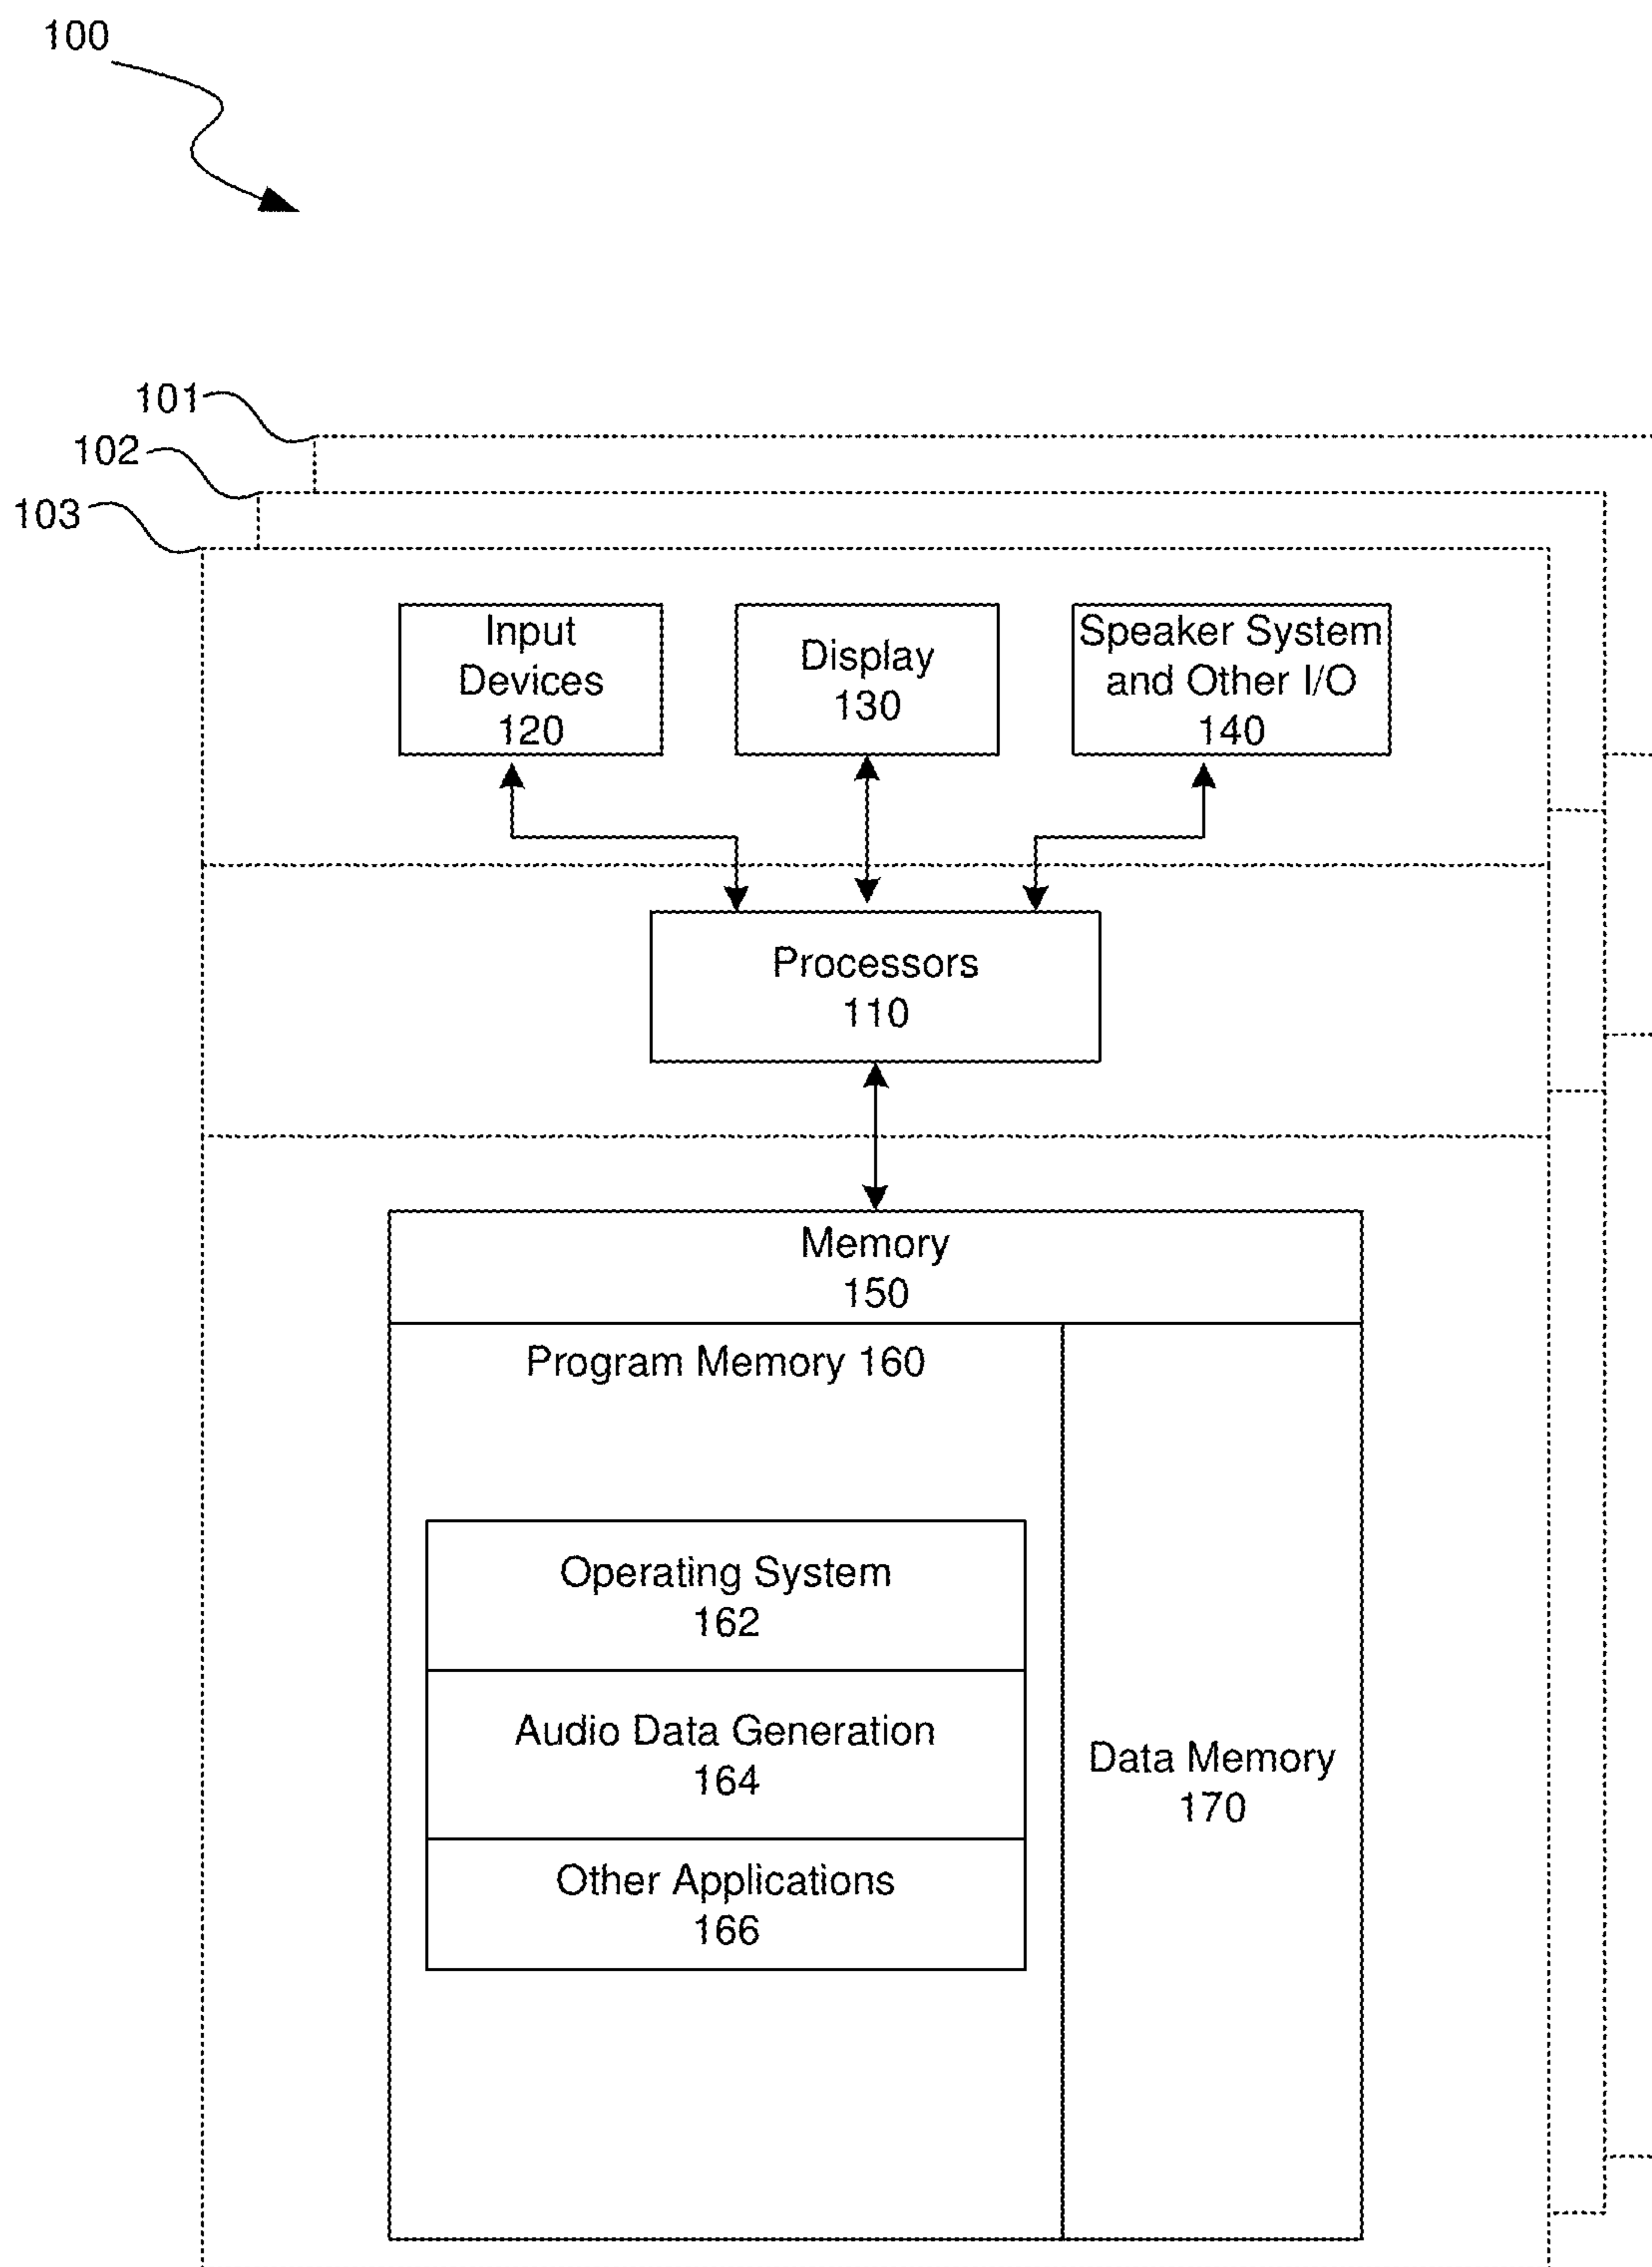 100
101
102
103
Input
Devices
120
Display
130
Speaker System
and Other I/O
140
Processors
110
Memory
150
Program Memory 160
Operating System
162
Audio Data Generation
164
Other Applications
166
Data Memory
170